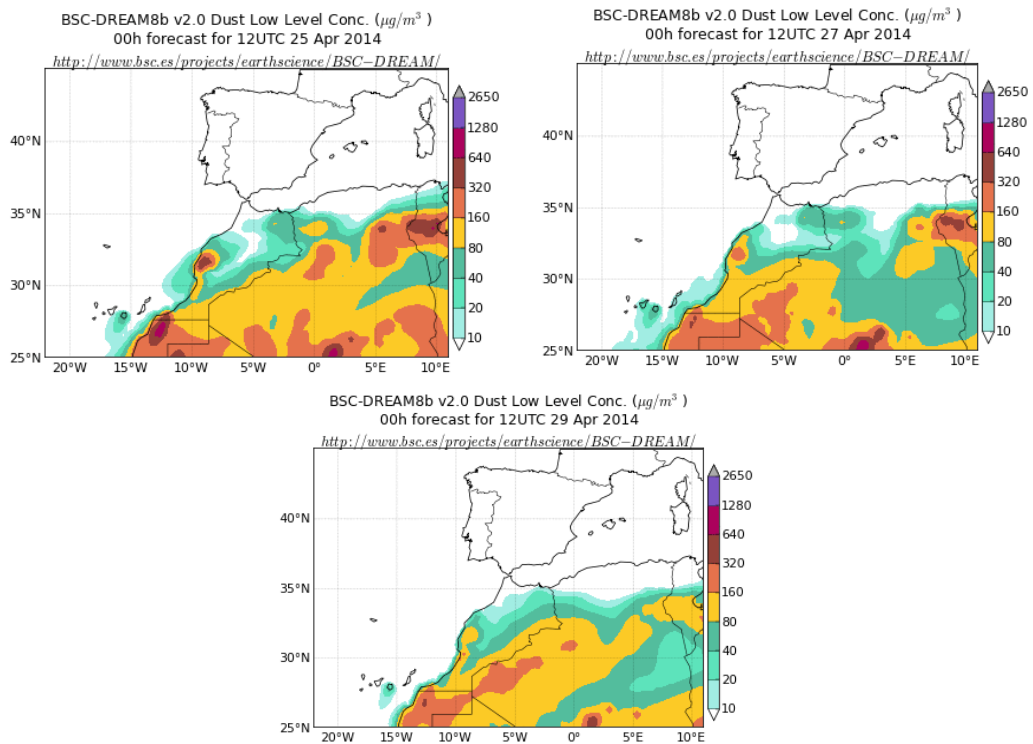 BSC-DREAM8b v2.0 Dust Low Level Conc. (μg/m³ )
00h forecast for 12UTC 25 Apr 2014
http://www.bsc.es/projects/earthscience/BSC−DREAM/
40°N
35°N
30°N
25°N
20°W
15°W
10°W
5°W
0°
5°E
10°E
2650
1280
640
320
160
80
40
20
10
BSC-DREAM8b v2.0 Dust Low Level Conc. (μg/m³ )
00h forecast for 12UTC 27 Apr 2014
http://www.bsc.es/projects/earthscience/BSC−DREAM/
40°N
35°N
30°N
25°N
20°W
15°W
10°W
5°W
0°
5°E
10°E
2650
1280
640
320
160
80
40
20
10
BSC-DREAM8b v2.0 Dust Low Level Conc. (μg/m³ )
00h forecast for 12UTC 29 Apr 2014
http://www.bsc.es/projects/earthscience/BSC−DREAM/
40°N
35°N
30°N
25°N
20°W
15°W
10°W
5°W
0°
5°E
10°E
2650
1280
640
320
160
80
40
20
10